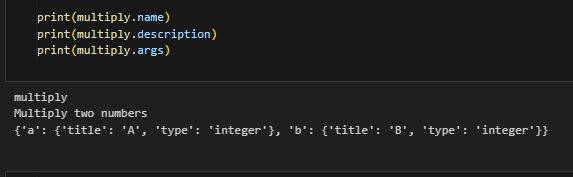 print(multiply.name)
print(multiply.description)
print(multiply.args)
multiply
Multiply two numbers
{'a': {'title': 'A', 'type': 'integer'}, 'b': {'title': 'B', 'type': 'integer'}}